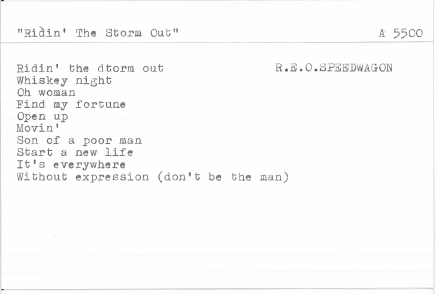 "Ridin' The Storm Out" A 5500
Ridin' the dtorm out R.E.O.SPEEDWAGON
Whiskey night
Oh woman
Find my fortune
Open up
Movin'
Son of a poor man
Start a new life
It's everywhere
Without expression (don't be the man)